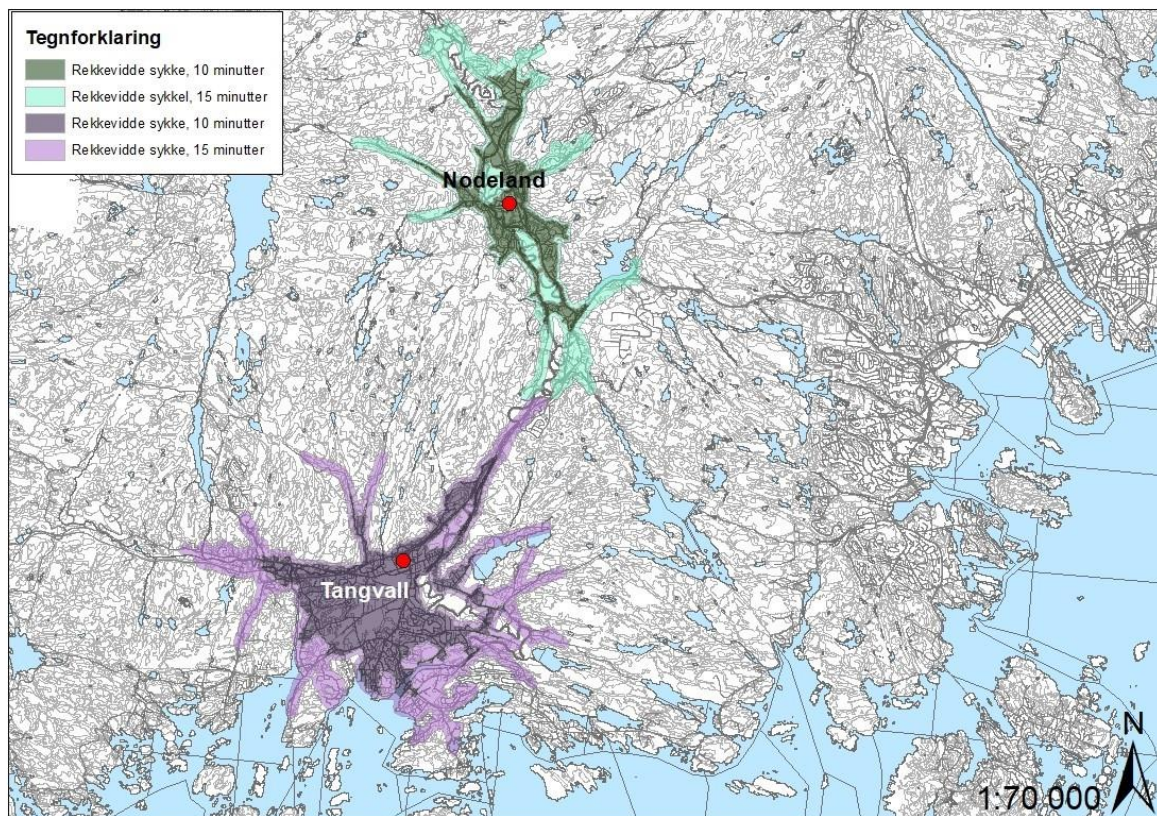 Tegnforklaring
Rekkevidde sykke, 10 minutter
Rekkevidde sykkel, 15 minutter
Rekkevidde sykke, 10 minutter
Rekkevidde sykke, 15 minutter
Nodeland
Tangvall
N
1:70 000